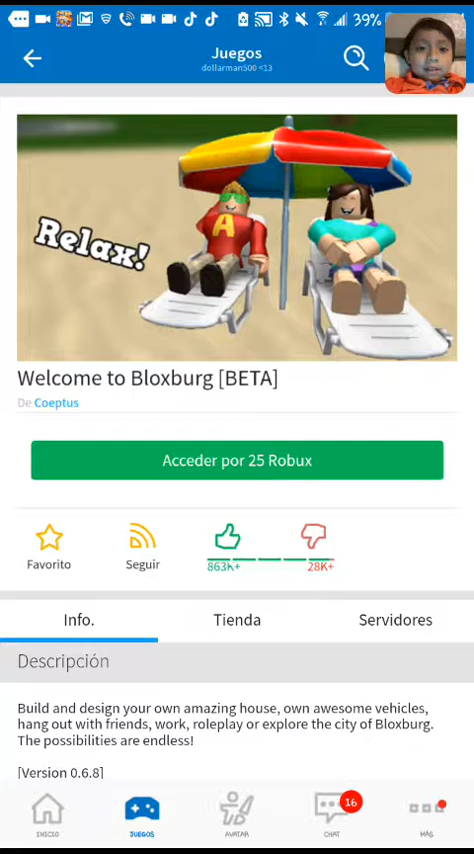 39%
Juegos
dollarman500 <13
Relax!
A
Welcome to Bloxburg [BETA]
De Coeptus
Acceder por 25 Robux
Favorito
Seguir
863K+
28K+
Info.
Tienda
Servidores
Descripción
Build and design your own amazing house, own awesome vehicles,
hang out with friends, work, roleplay or explore the city of Bloxburg.
The possibilities are endless!
[Version 0.6.8]
16
INICIO
JUEGOS
AVATAR
CHAT
MÁS